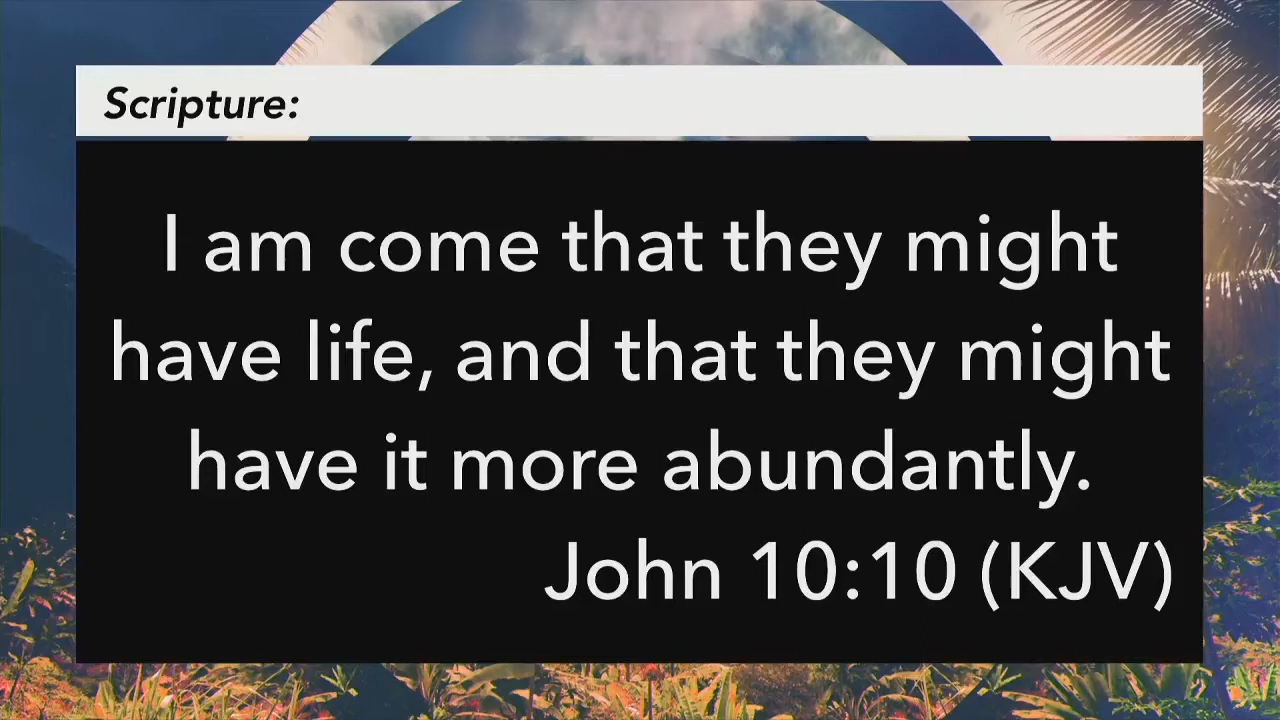 Scripture:
I am come that they might
have life, and that they might
have it more abundantly.
John 10:10 (KJV)